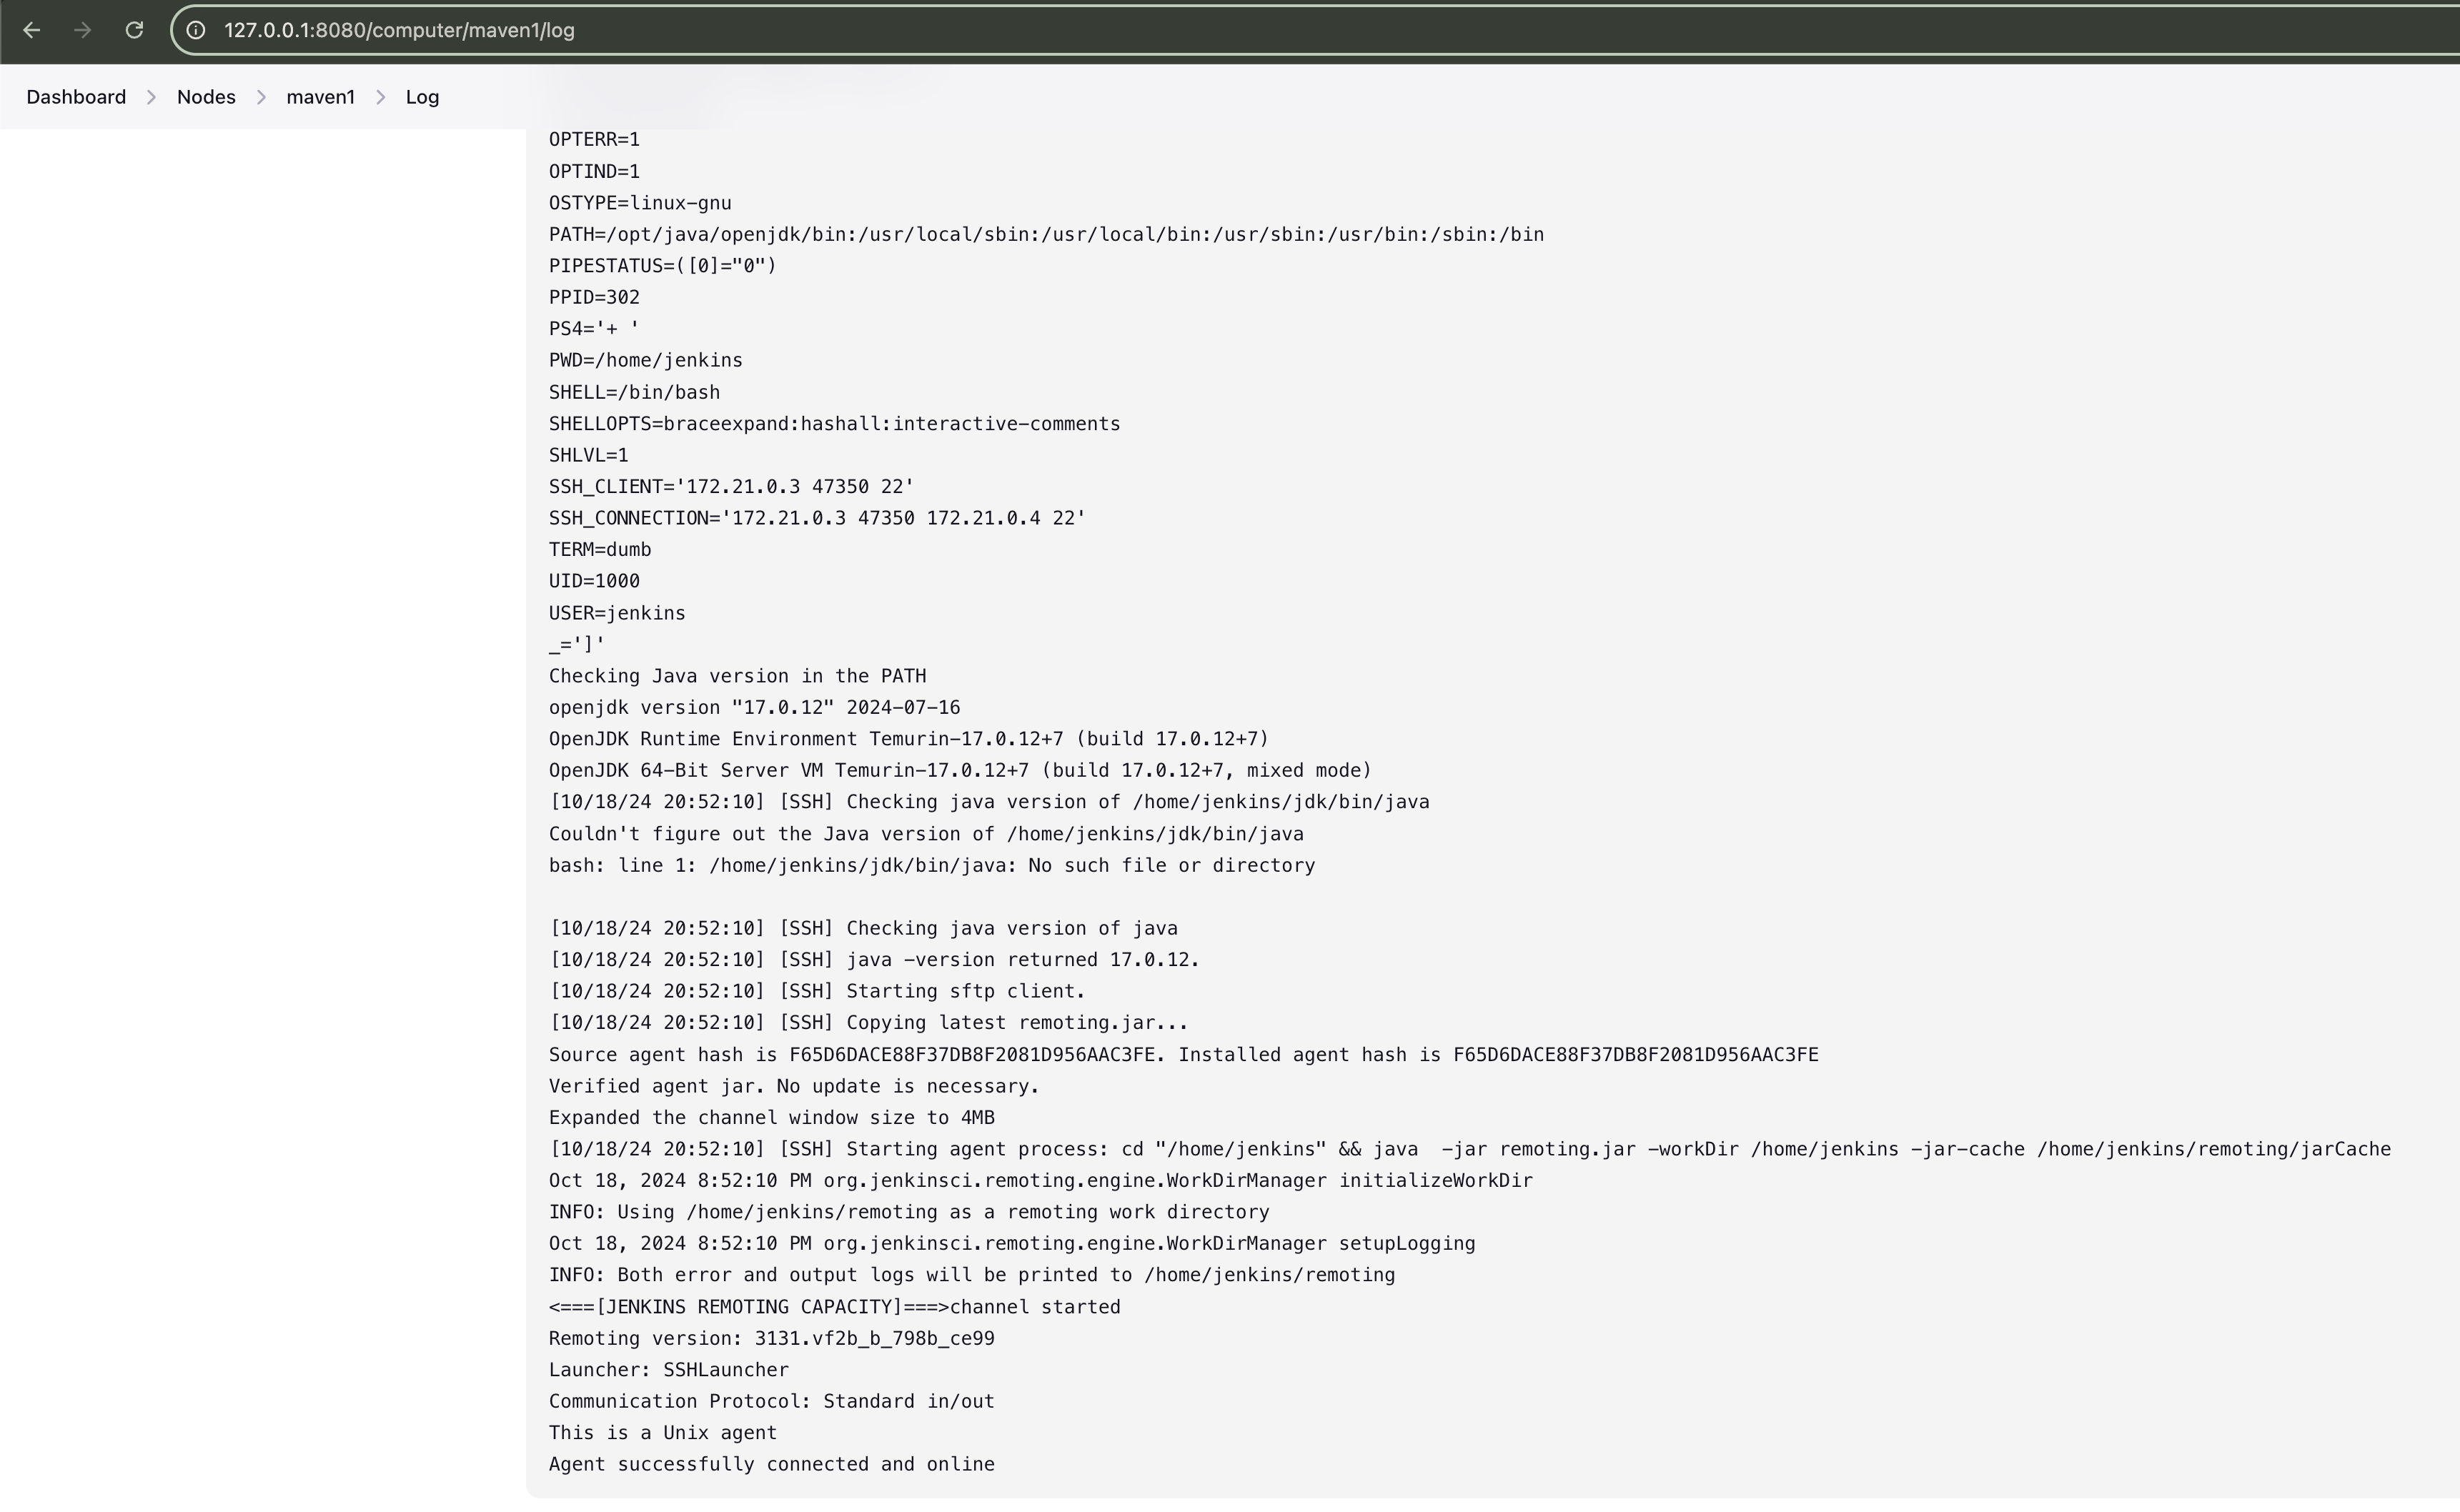 127.0.0.1:8080/computer/maven1/log
Dashboard > Nodes > maven1 > Log
OPTERR=1
OPTIND=1
OSTYPE=linux-gnu
PATH=/opt/java/openjdk/bin:/usr/local/sbin:/usr/local/bin:/usr/sbin:/usr/bin:/sbin:/bin
PIPESTATUS=([0]="0")
PPID=302
PS4='+ '
PWD=/home/jenkins
SHELL=/bin/bash
SHELLOPTS=braceexpand:hashall:interactive-comments
SHLVL=1
SSH_CLIENT='172.21.0.3 47350 22'
SSH_CONNECTION='172.21.0.3 47350 172.21.0.4 22'
TERM=dumb
UID=1000
USER=jenkins
_=']'
Checking Java version in the PATH
openjdk version "17.0.12" 2024-07-16
OpenJDK Runtime Environment Temurin-17.0.12+7 (build 17.0.12+7)
OpenJDK 64-Bit Server VM Temurin-17.0.12+7 (build 17.0.12+7, mixed mode)
[10/18/24 20:52:10] [SSH] Checking java version of /home/jenkins/jdk/bin/java
Couldn't figure out the Java version of /home/jenkins/jdk/bin/java
bash: line 1: /home/jenkins/jdk/bin/java: No such file or directory
[10/18/24 20:52:10] [SSH] Checking java version of java
[10/18/24 20:52:10] [SSH] java -version returned 17.0.12.
[10/18/24 20:52:10] [SSH] Starting sftp client.
[10/18/24 20:52:10] [SSH] Copying latest remoting.jar...
Source agent hash is F65D6DACE88F37DB8F2081D956AAC3FE. Installed agent hash is F65D6DACE88F37DB8F2081D956AAC3FE
Verified agent jar. No update is necessary.
Expanded the channel window size to 4MB
[10/18/24 20:52:10] [SSH] Starting agent process: cd "/home/jenkins" && java  -jar remoting.jar -workDir /home/jenkins -jar-cache /home/jenkins/remoting/jarCache
Oct 18, 2024 8:52:10 PM org.jenkinsci.remoting.engine.WorkDirManager initializeWorkDir
INFO: Using /home/jenkins/remoting as a remoting work directory
Oct 18, 2024 8:52:10 PM org.jenkinsci.remoting.engine.WorkDirManager setupLogging
INFO: Both error and output logs will be printed to /home/jenkins/remoting
<===[JENKINS REMOTING CAPACITY]===>channel started
Remoting version: 3131.vf2b_b_798b_ce99
Launcher: SSHLauncher
Communication Protocol: Standard in/out
This is a Unix agent
Agent successfully connected and online